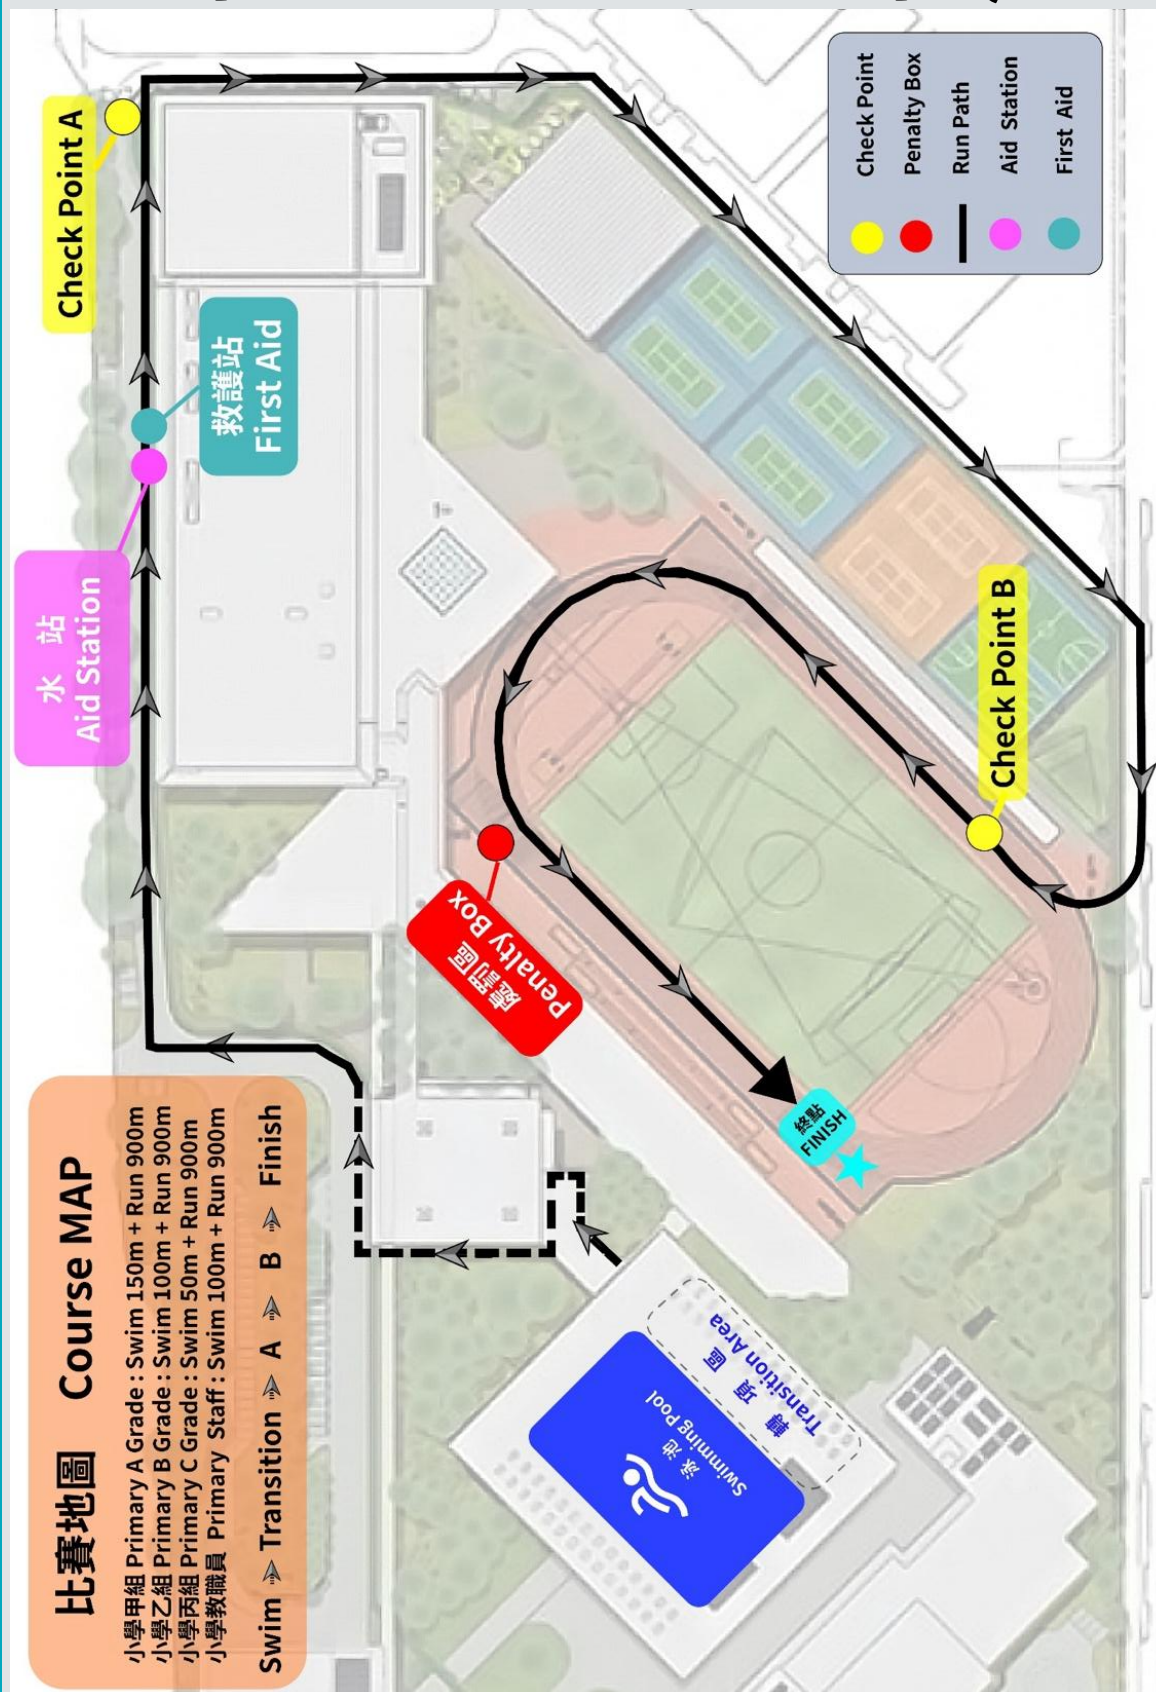 比賽地圖 Course MAP
小學甲組 Primary A Grade : Swim 150m + Run 900m
小學乙組 Primary B Grade : Swim 100m + Run 900m
小學丙組 Primary C Grade : Swim 50m + Run 900m
小學教職員 Primary Staff : Swim 100m + Run 900m
Swim Transition A B Finish
水 站
Aid Station
Check Point A
救護站
First Aid
處罰區
Penalty Box
泳 池
Swimming Pool
轉 項 區
Transition Area
終點
FINISH
Check Point B
Check Point
Penalty Box
Run Path
Aid Station
First Aid